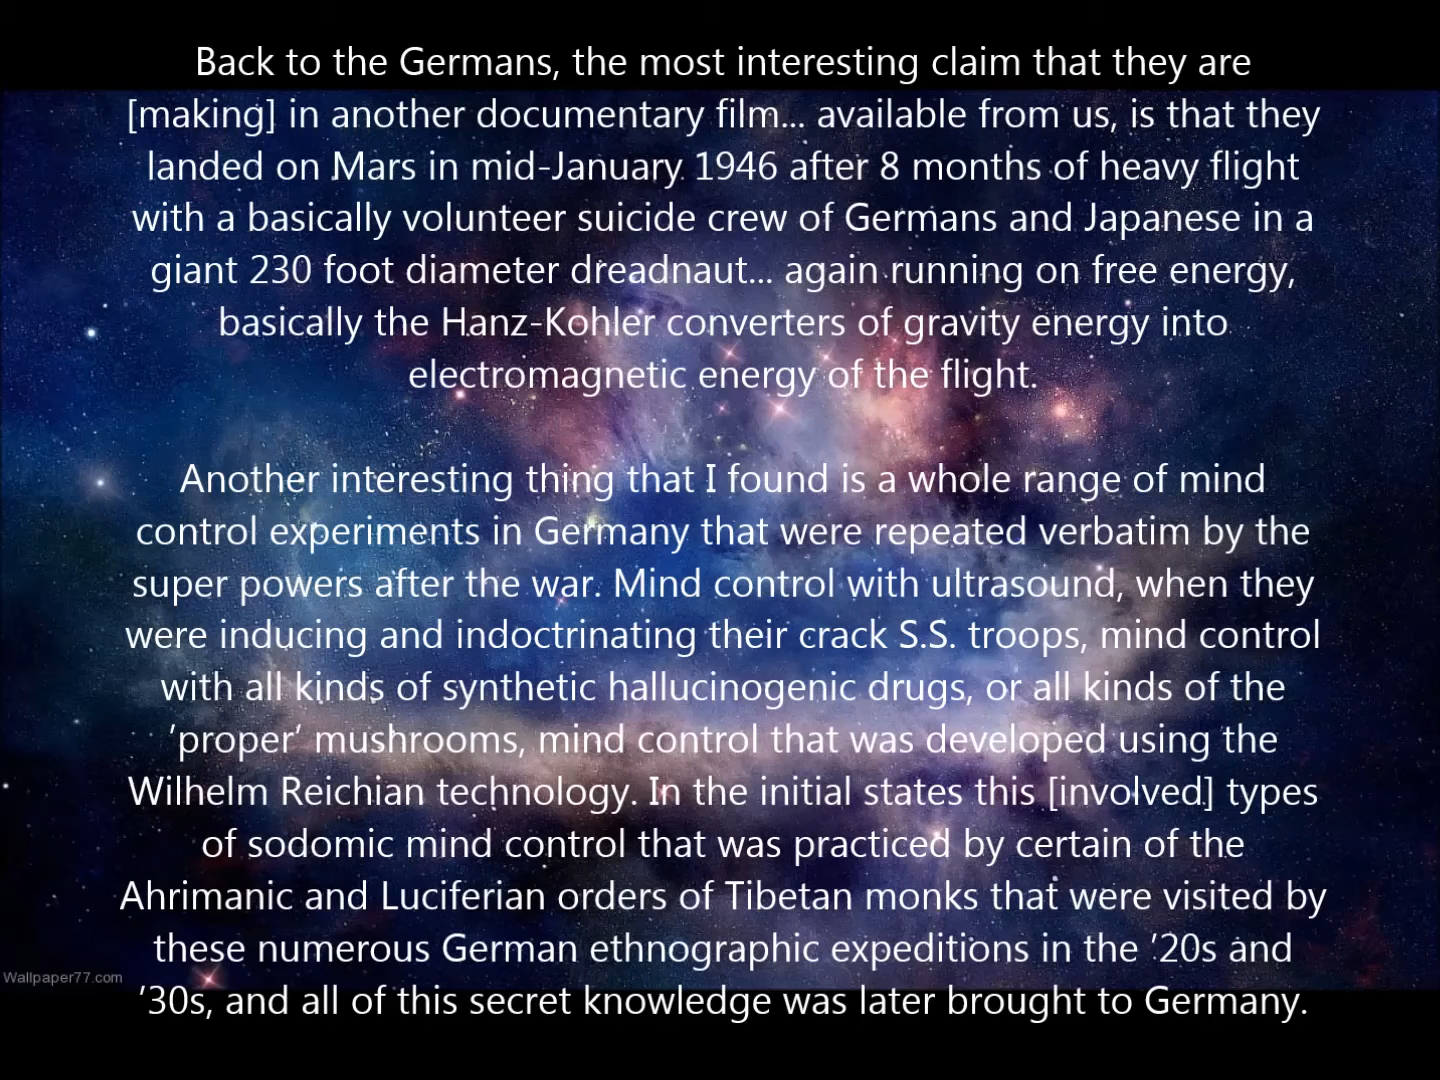 Back to the Germans, the most interesting claim that they are
[making] in another documentary film... available from us, is that they
landed on Mars in mid-January 1946 after 8 months of heavy flight
with a basically volunteer suicide crew of Germans and Japanese in a
giant 230 foot diameter dreadnaut... again running on free energy,
basically the Hanz-Kohler converters of gravity energy into
electromagnetic energy of the flight.
Another interesting thing that I found is a whole range of mind
control experiments in Germany that were repeated verbatim by the
super powers after the war. Mind control with ultrasound, when they
were inducing and indoctrinating their crack S.S. troops, mind control
with all kinds of synthetic hallucinogenic drugs, or all kinds of the
'proper' mushrooms, mind control that was developed using the
Wilhelm Reichian technology. In the initial states this [involved] types
of sodomic mind control that was practiced by certain of the
Ahrimanic and Luciferian orders of Tibetan monks that were visited by
these numerous German ethnographic expeditions in the '20s and
Wallpaper77.com
'30s, and all of this secret knowledge was later brought to Germany.